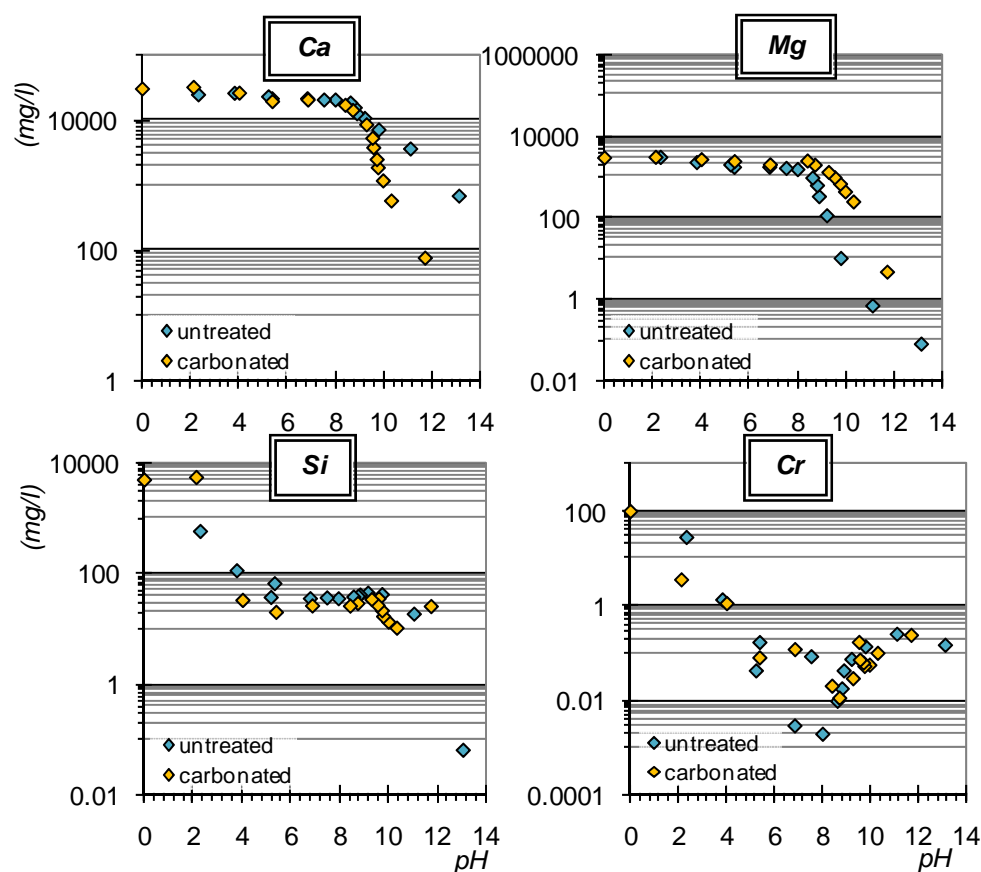 Ca
(mg/l)
10000
100
1
untreated
carbonated
0 2 4 6 8 10 12 14
Mg
1000000
10000
100
1
0.01
untreated
carbonated
0 2 4 6 8 10 12 14
Si
(mg/l)
10000
100
1
0.01
untreated
carbonated
0 2 4 6 8 10 12 14
pH
Cr
100
1
0.01
0.0001
untreated
carbonated
0 2 4 6 8 10 12 14
pH